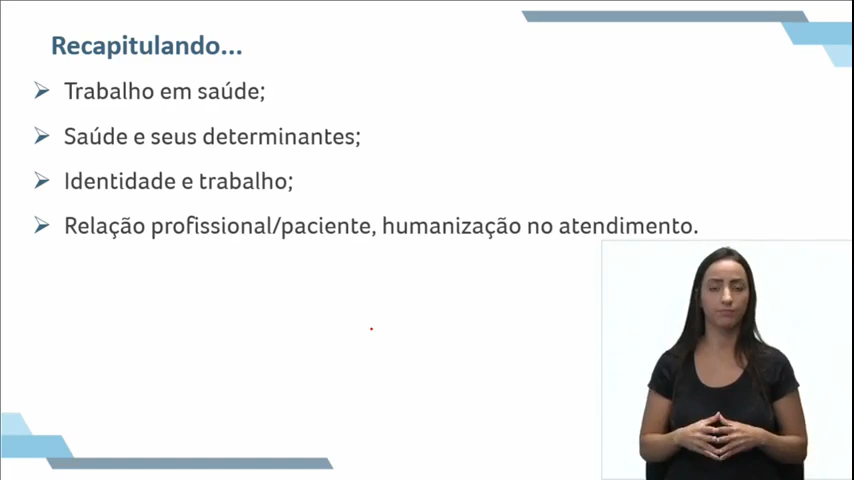 Recapitulando...
Trabalho em saúde;
Saúde e seus determinantes;
Identidade e trabalho;
Relação profissional/paciente, humanização no atendimento.